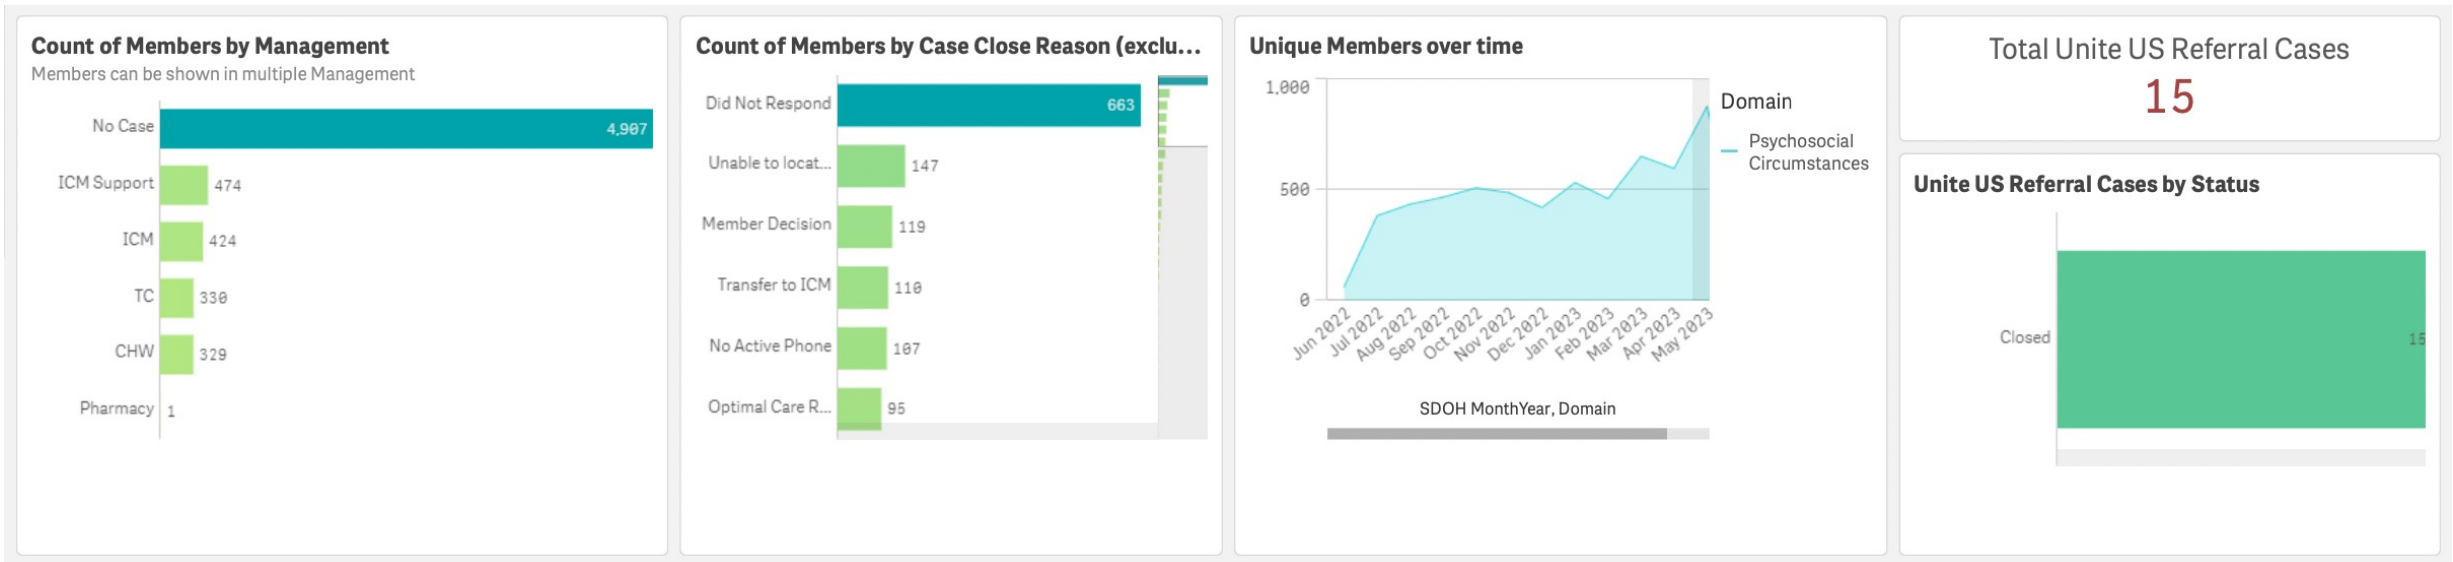 Count of Members by Management
Members can be shown in multiple Management
No Case
4,907
ICM Support
474
ICM
424
TC
330
CHW
329
Pharmacy
1
Count of Members by Case Close Reason (exclu...
Did Not Respond
663
Unable to locat...
147
Member Decision
119
Transfer to ICM
110
No Active Phone
107
Optimal Care R...
95
Unique Members over time
1,000
500
0
Jun 2022
Jul 2022
Aug 2022
Sep 2022
Oct 2022
Nov 2022
Dec 2022
Jan 2023
Feb 2023
Mar 2023
Apr 2023
May 2023
SDOH MonthYear, Domain
Domain
Psychosocial
Circumstances
Total Unite US Referral Cases
15
Unite US Referral Cases by Status
Closed
15